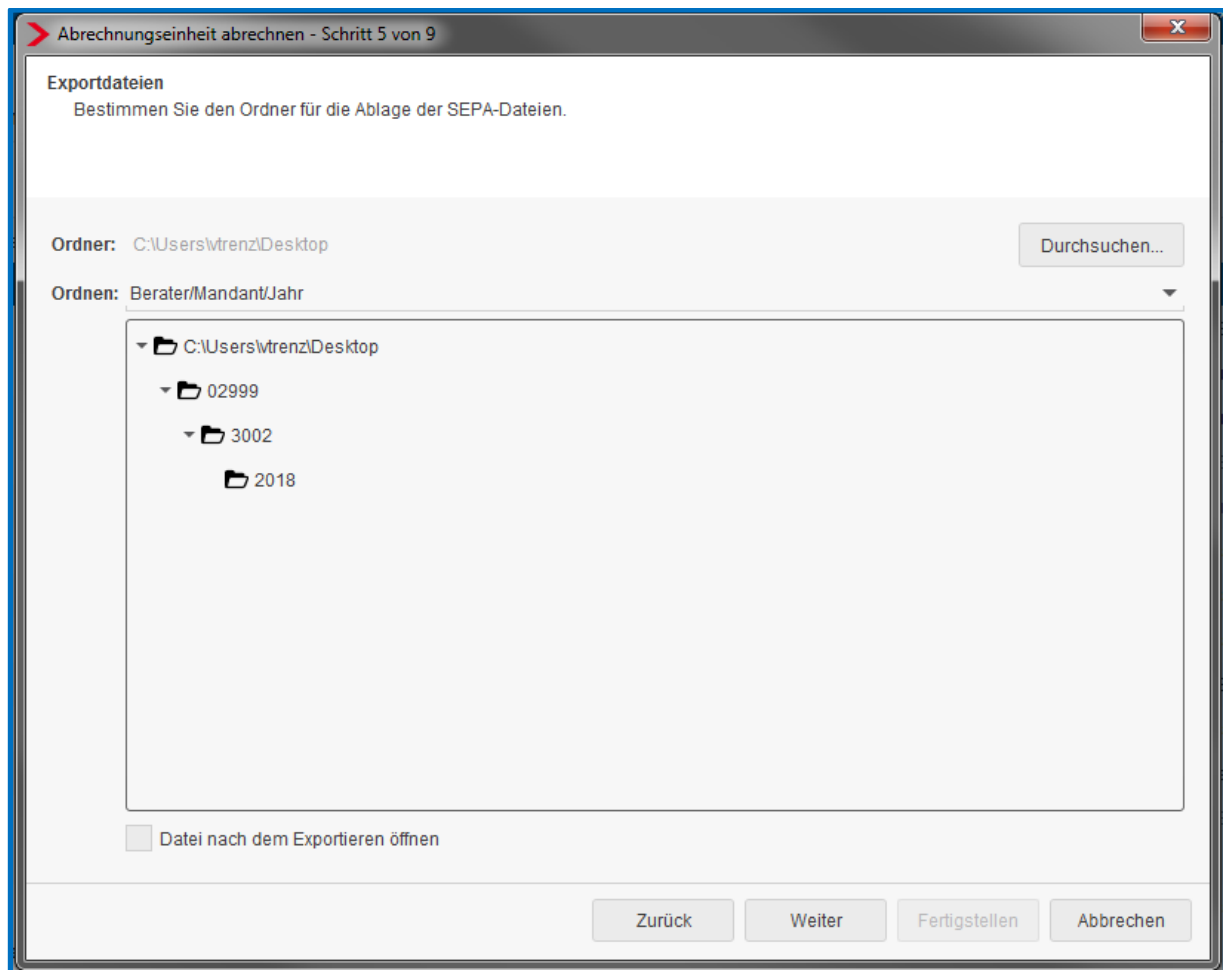 Abrechnungseinheit abrechnen - Schritt 5 von 9
Exportdateien
Bestimmen Sie den Ordner für die Ablage der SEPA-Dateien.
Ordner: C:\Users\vtrenz\Desktop
Durchsuchen...
Ordnen: Berater/Mandant/Jahr
C:\Users\vtrenz\Desktop
02999
3002
2018
Datei nach dem Exportieren öffnen
Zurück Weiter Fertigstellen Abbrechen